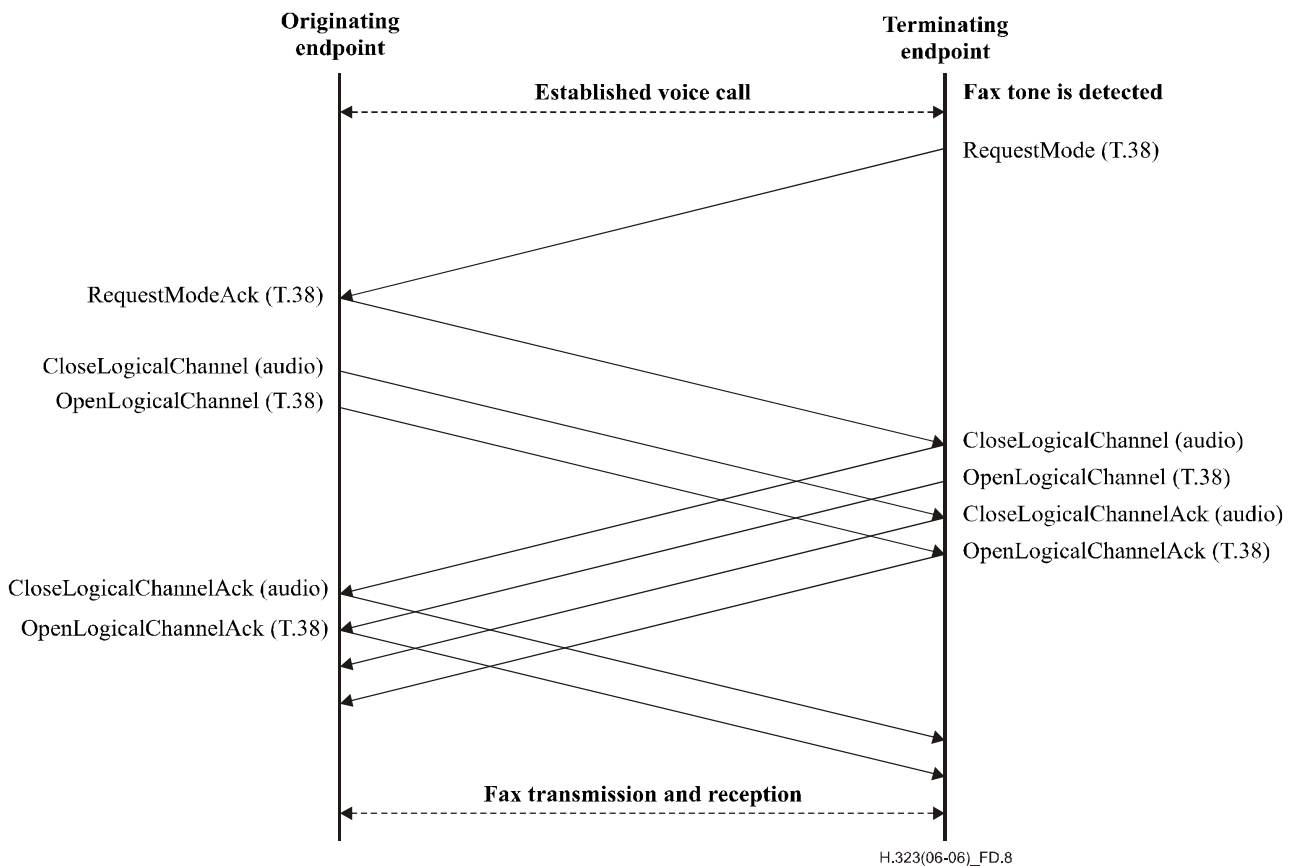 Originating
endpoint
Terminating
endpoint
Established voice call
Fax tone is detected
RequestMode (T.38)
RequestModeAck (T.38)
CloseLogicalChannel (audio)
OpenLogicalChannel (T.38)
CloseLogicalChannel (audio)
OpenLogicalChannel (T.38)
CloseLogicalChannelAck (audio)
OpenLogicalChannelAck (T.38)
CloseLogicalChannelAck (audio)
OpenLogicalChannelAck (T.38)
Fax transmission and reception
H.323(06-06)_FD.8